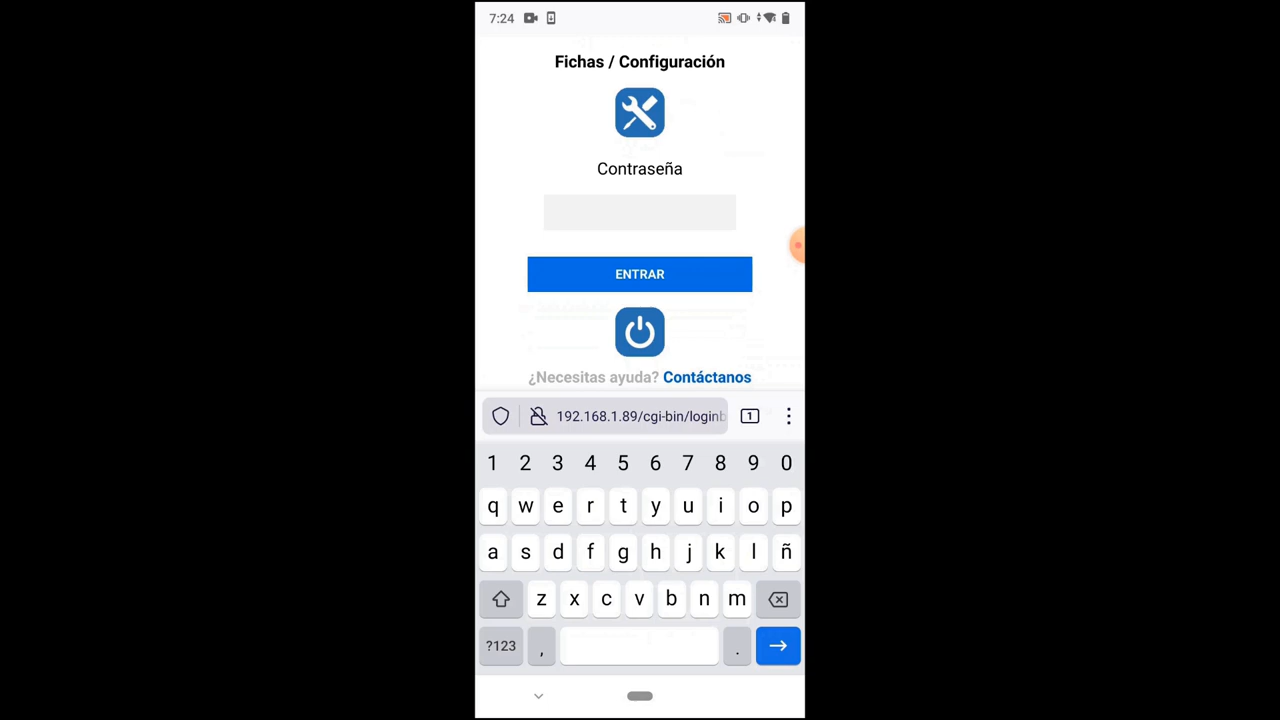 7:24
Fichas / Configuración
Contraseña
ENTRAR
¿Necesitas ayuda? Contáctanos
192.168.1.89/cgi-bin/loginb
1
1 2 3 4 5 6 7 8 9 0
q w e r t y u i o p
a s d f g h j k l ñ
z x c v b n m
?123 , .